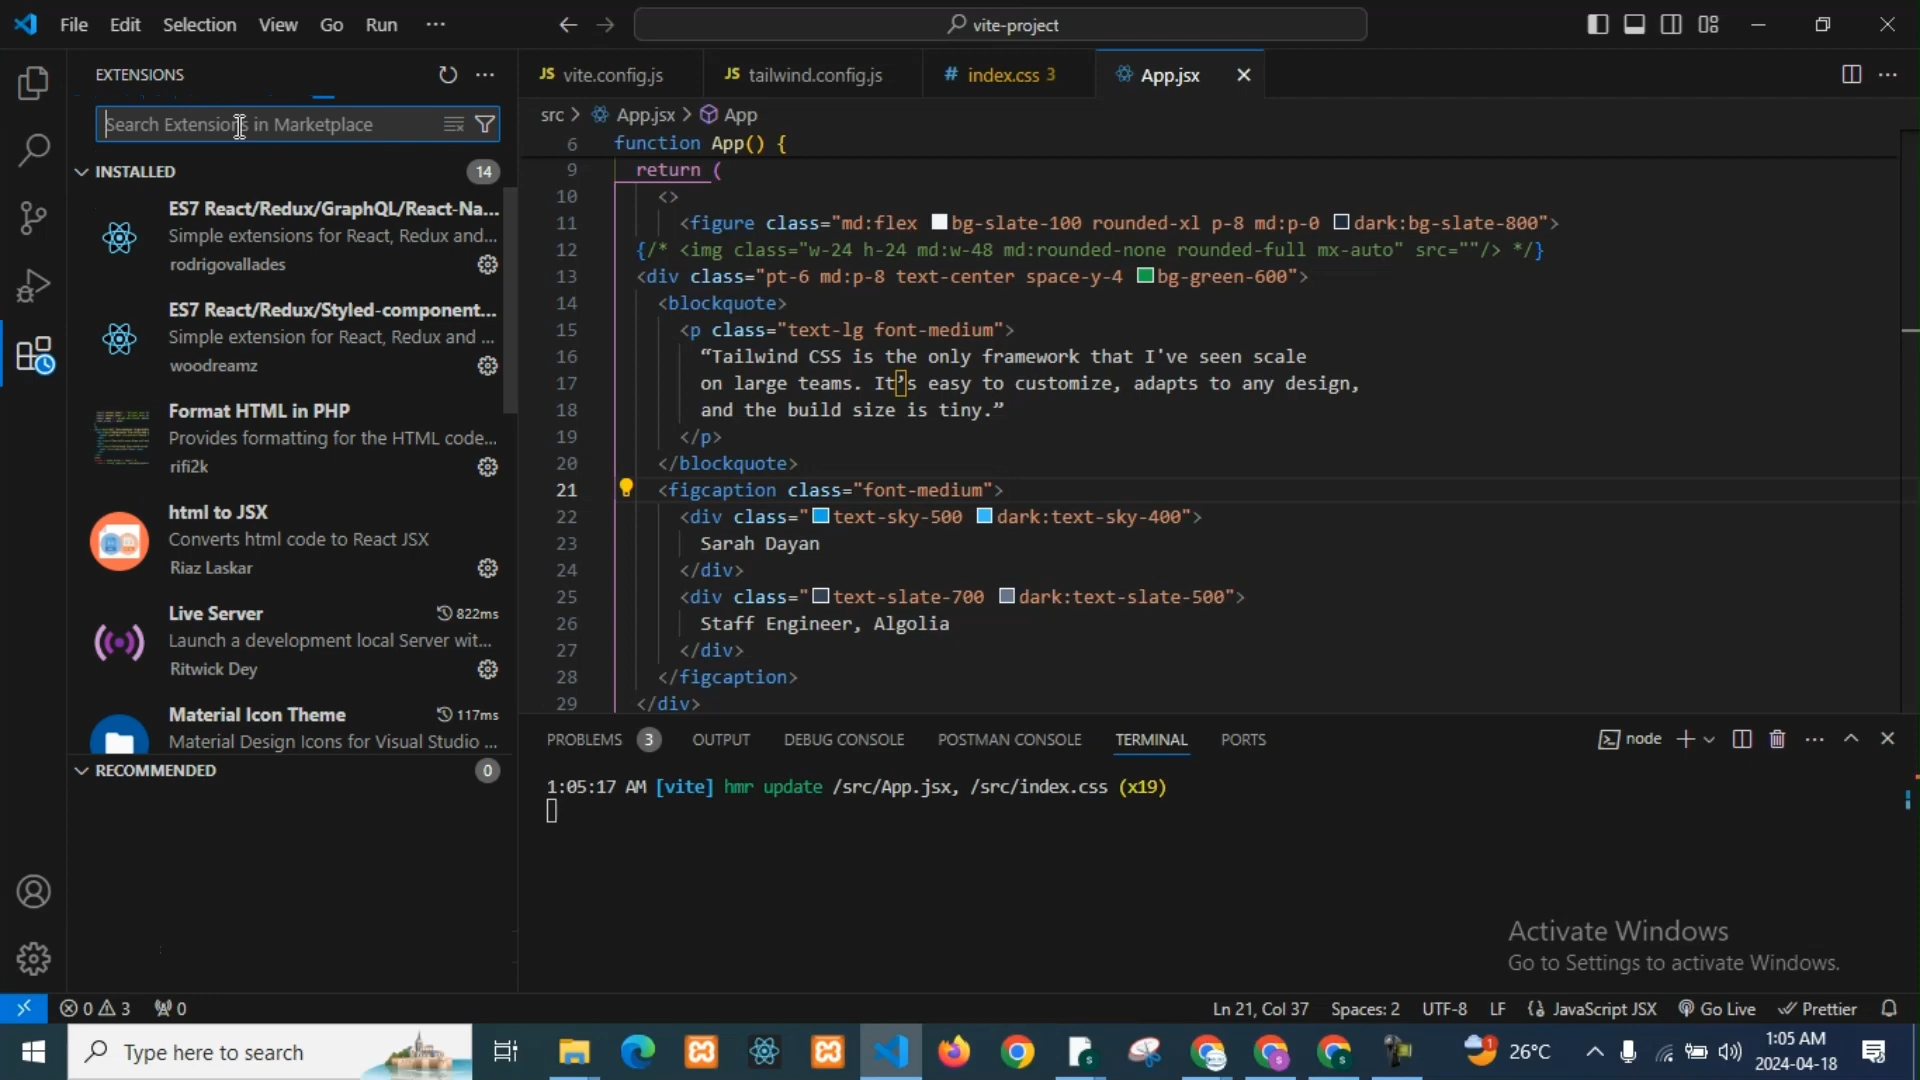 File Edit Selection View Go Run ···
vite-project
EXTENSIONS
Search Extensions in Marketplace
INSTALLED 14
ES7 React/Redux/GraphQL/React-Na...
Simple extensions for React, Redux and...
rodrigovallades
ES7 React/Redux/Styled-component...
Simple extension for React, Redux and ...
woodreamz
Format HTML in PHP
Provides formatting for the HTML code...
rifi2k
html to JSX
Converts html code to React JSX
Riaz Laskar
Live Server 822ms
Launch a development local Server wit...
Ritwick Dey
Material Icon Theme 117ms
Material Design Icons for Visual Studio ...
RECOMMENDED 0
JS vite.config.js JS tailwind.config.js # index.css 3 App.jsx
src > App.jsx > App
6 function App() {
9 return (
10 <>
11 <figure class="md:flex bg-slate-100 rounded-xl p-8 md:p-0 dark:bg-slate-800">
12 {/* <img class="w-24 h-24 md:w-48 md:rounded-none rounded-full mx-auto" src=""/> */}
13 <div class="pt-6 md:p-8 text-center space-y-4 bg-green-600">
14 <blockquote>
15 <p class="text-lg font-medium">
16 “Tailwind CSS is the only framework that I've seen scale
17 on large teams. It’s easy to customize, adapts to any design,
18 and the build size is tiny.”
19 </p>
20 </blockquote>
21 <figcaption class="font-medium">
22 <div class="text-sky-500 dark:text-sky-400">
23 Sarah Dayan
24 </div>
25 <div class="text-slate-700 dark:text-slate-500">
26 Staff Engineer, Algolia
27 </div>
28 </figcaption>
29 </div>
PROBLEMS 3 OUTPUT DEBUG CONSOLE POSTMAN CONSOLE TERMINAL PORTS node
1:05:17 AM [vite] hmr update /src/App.jsx, /src/index.css (x19)
Activate Windows
Go to Settings to activate Windows.
0 3 0 Ln 21, Col 37 Spaces: 2 UTF-8 LF {} JavaScript JSX Go Live Prettier
Type here to search 1 26°C 1:05 AM
2024-04-18